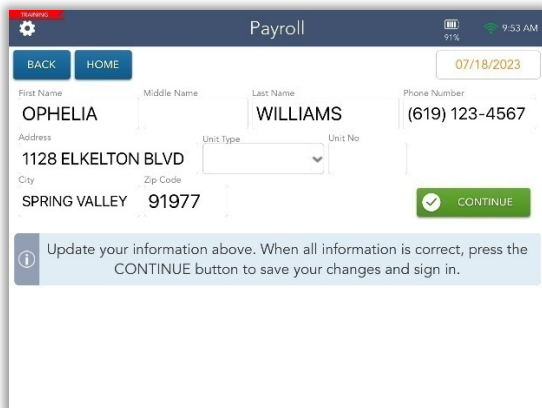 TRAINING
Payroll
91%
9:53 AM
BACK HOME 07/18/2023
First Name Middle Name Last Name Phone Number
OPHELIA WILLIAMS (619) 123-4567
Address Unit Type Unit No
1128 ELKELTON BLVD
City Zip Code
SPRING VALLEY 91977
CONTINUE
Update your information above. When all information is correct, press the
CONTINUE button to save your changes and sign in.